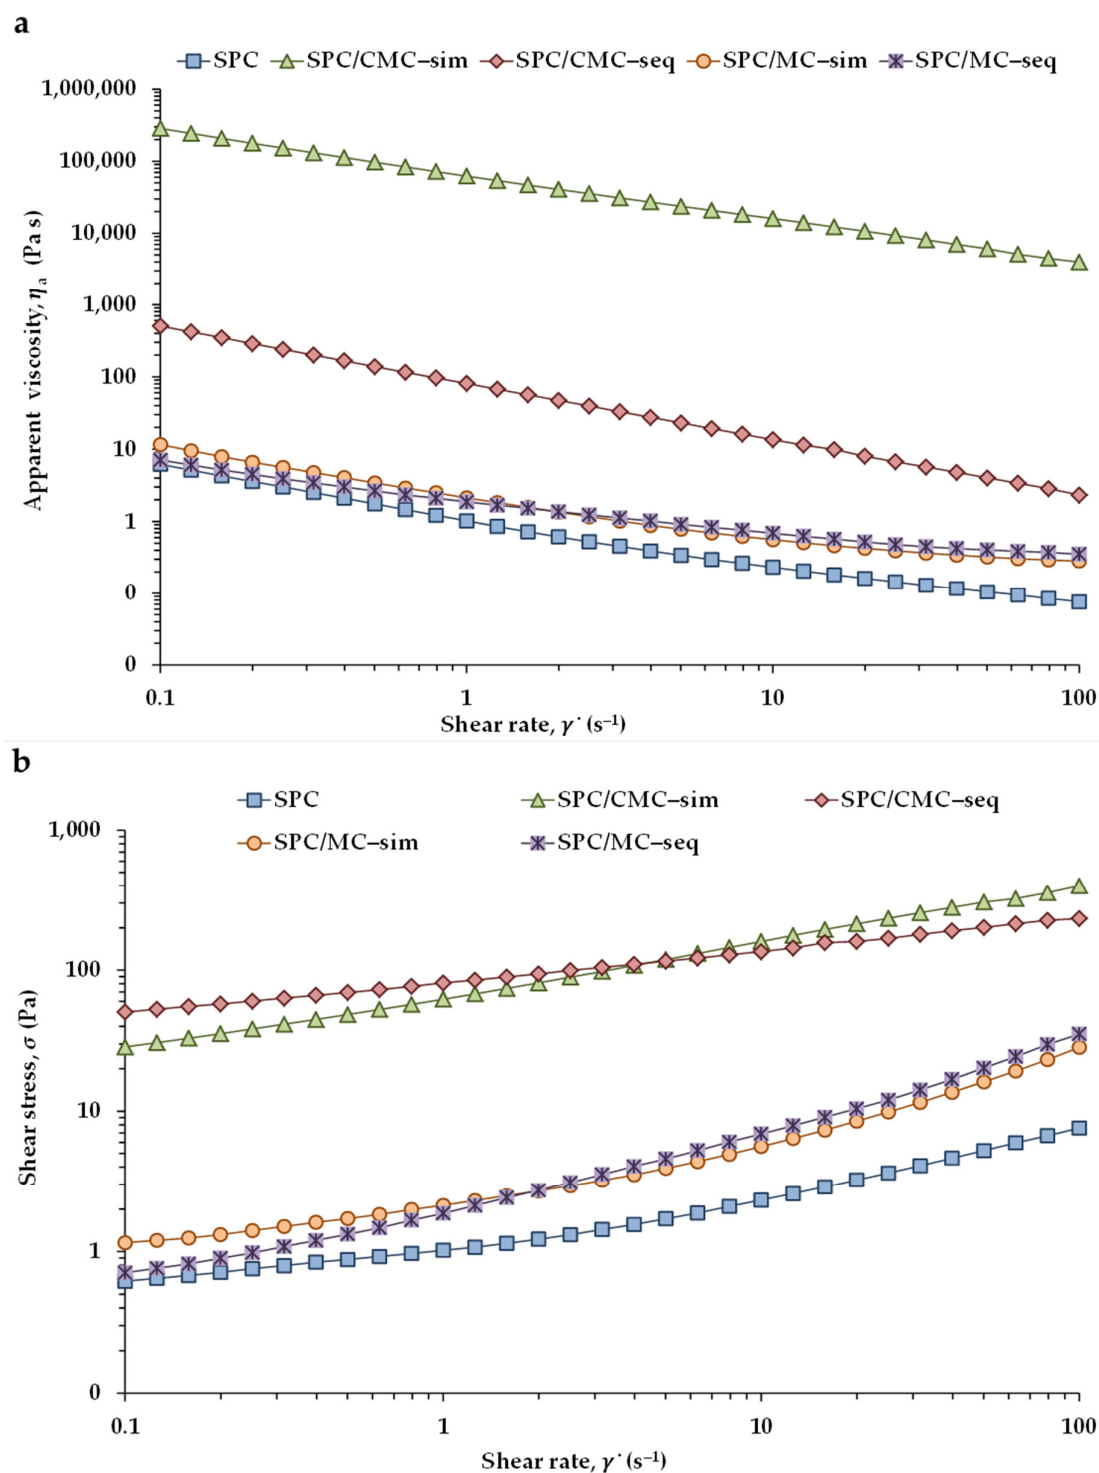 a
SPC SPC/CMC–sim SPC/CMC–seq SPC/MC–sim SPC/MC–seq
1,000,000
100,000
10,000
1,000
100
10
1
0
0
Apparent viscosity, ηa (Pa s)
0.1 1 10 100
Shear rate, γ˙ (s⁻¹)
b
SPC SPC/CMC–sim SPC/CMC–seq
SPC/MC–sim SPC/MC–seq
1,000
100
10
1
0
Shear stress, σ (Pa)
0.1 1 10 100
Shear rate, γ˙ (s⁻¹)